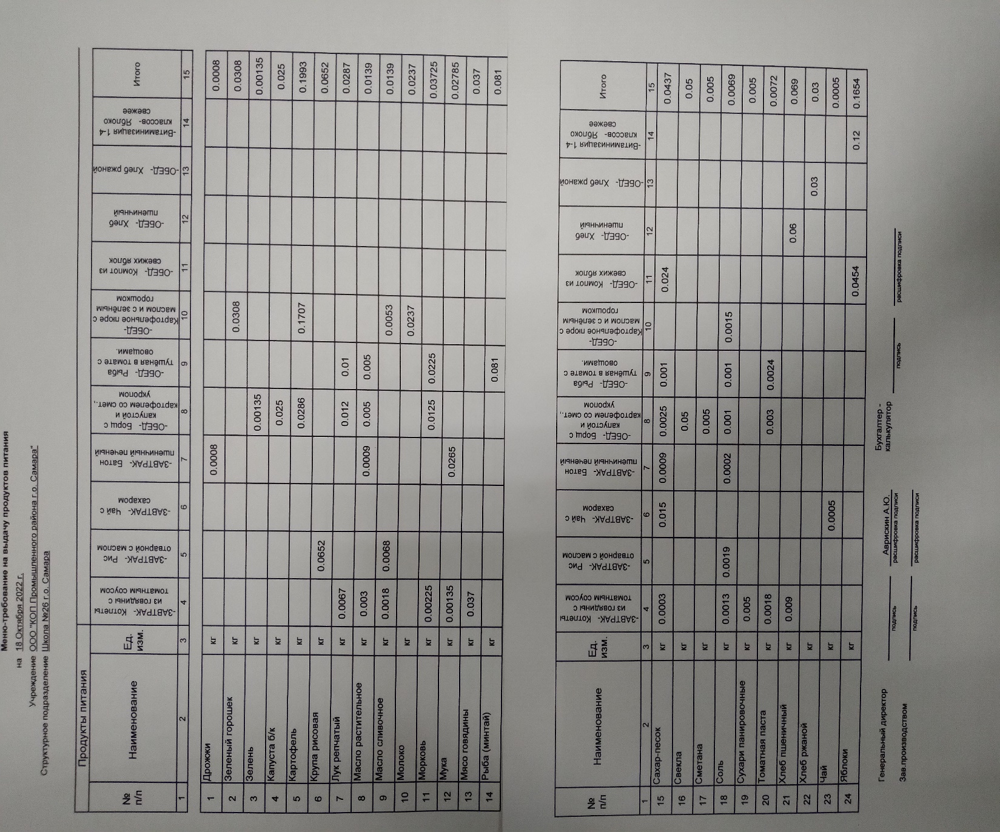 Меню-требование на выдачу продуктов питания
на 18 Октября 2022 г.
Учреждение ООО "КОП Промышленного района г.о. Самара"
Структурное подразделение Школа №26 г.о. Самара
Продукты питания
№ п/п Наименование Ед. изм. -ЗАВТРАК- Котлеты из говядины с томатным соусом -ЗАВТРАК- Рис отварной с маслом -ЗАВТРАК- Чай с сахаром -ЗАВТРАК- Батон пшеничный печеный -ОБЕД- Борщ с капустой и картофелем со смет., укропом -ОБЕД- Рыба тушёная в томате с овощами. -ОБЕД- Картофельное пюре с маслом и с зелёным горошком -ОБЕД- Компот из свежих яблок -ОБЕД- Хлеб пшеничный -ОБЕД- Хлеб ржаной -Витаминизация 1-4 классов- Яблоко свежее Итого
1 2 3 4 5 6 7 8 9 10 11 12 13 14 15
1 Дрожжи кг 0.0008 0.0008
2 Зеленый горошек кг 0.0308 0.0308
3 Зелень кг 0.00135 0.00135
4 Капуста б/к кг 0.025 0.025
5 Картофель кг 0.0286 0.1707 0.1993
6 Крупа рисовая кг 0.0652 0.0652
7 Лук репчатый кг 0.0067 0.012 0.01 0.0287
8 Масло растительное кг 0.003 0.0009 0.005 0.005 0.0139
9 Масло сливочное кг 0.0018 0.0068 0.0053 0.0139
10 Молоко кг 0.0237 0.0237
11 Морковь кг 0.00225 0.0125 0.0225 0.03725
12 Мука кг 0.00135 0.0265 0.02785
13 Мясо говядины кг 0.037 0.037
14 Рыба (минтай) кг 0.081 0.081
№ п/п Наименование Ед. изм. -ЗАВТРАК- Котлеты из говядины с томатным соусом -ЗАВТРАК- Рис отварной с маслом -ЗАВТРАК- Чай с сахаром -ЗАВТРАК- Батон пшеничный печеный -ОБЕД- Борщ с капустой и картофелем со смет., укропом -ОБЕД- Рыба тушёная в томате с овощами. -ОБЕД- Картофельное пюре с маслом и с зелёным горошком -ОБЕД- Компот из свежих яблок -ОБЕД- Хлеб пшеничный -ОБЕД- Хлеб ржаной -Витаминизация 1-4 классов- Яблоко свежее Итого
1 2 3 4 5 6 7 8 9 10 11 12 13 14 15
15 Сахар-песок кг 0.0003 0.015 0.0009 0.0025 0.001 0.024 0.0437
16 Свекла кг 0.05 0.05
17 Сметана кг 0.005 0.005
18 Соль кг 0.0013 0.0019 0.0002 0.001 0.001 0.0015 0.0069
19 Сухари панировочные кг 0.005 0.005
20 Томатная паста кг 0.0018 0.003 0.0024 0.0072
21 Хлеб пшеничный кг 0.009 0.06 0.069
22 Хлеб ржаной кг 0.03 0.03
23 Чай кг 0.0005 0.0005
24 Яблоки кг 0.0454 0.12 0.1654
Генеральный директор Аврискин А.Ю. Бухгалтер - калькулятор
подпись расшифровка подписи подпись расшифровка подписи
Зав.производством
подпись расшифровка подписи